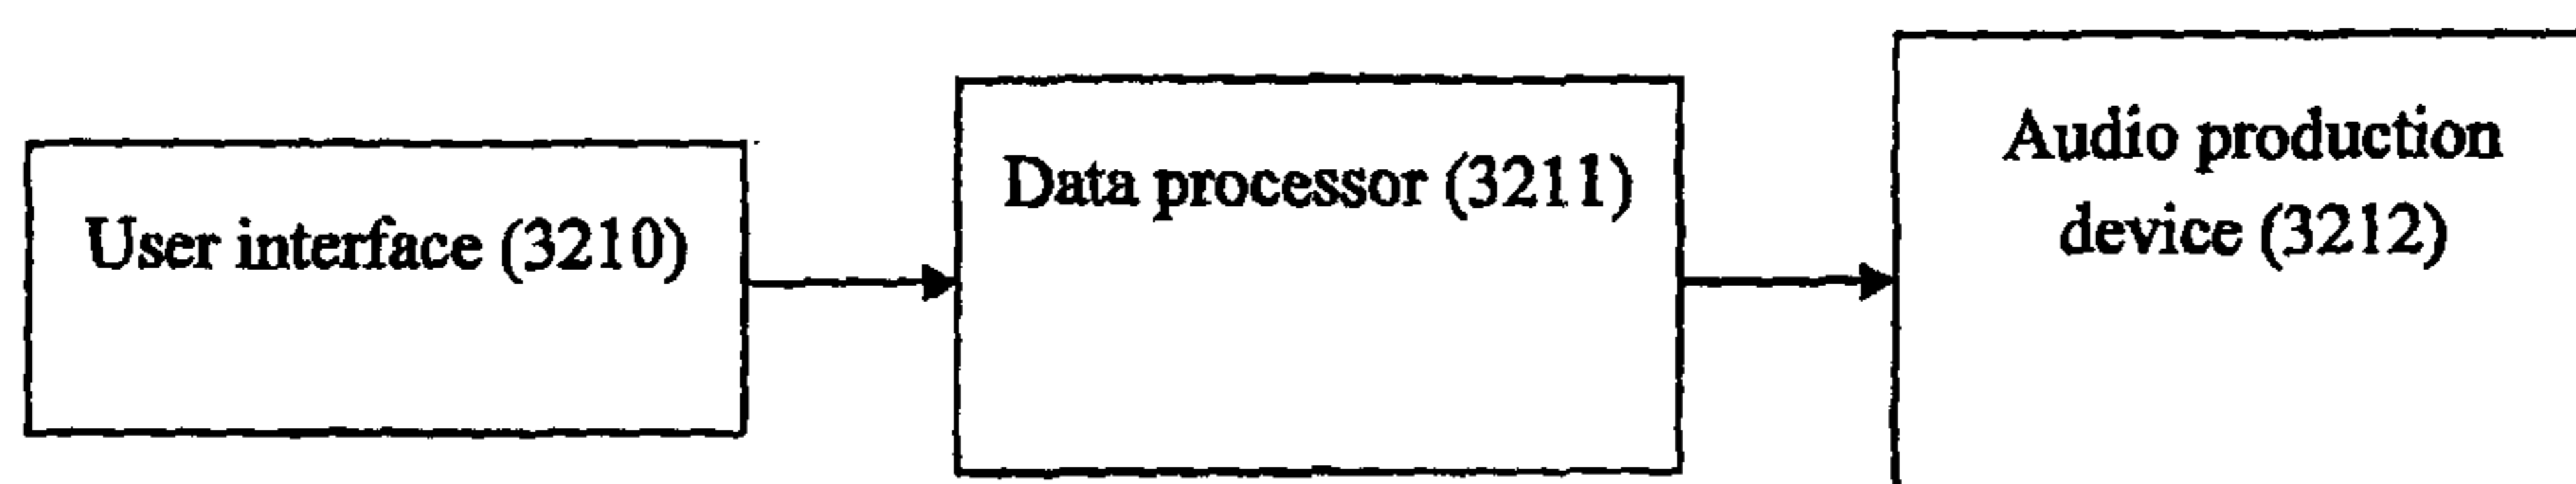 User interface (3210)
Data processor (3211)
Audio production
device (3212)